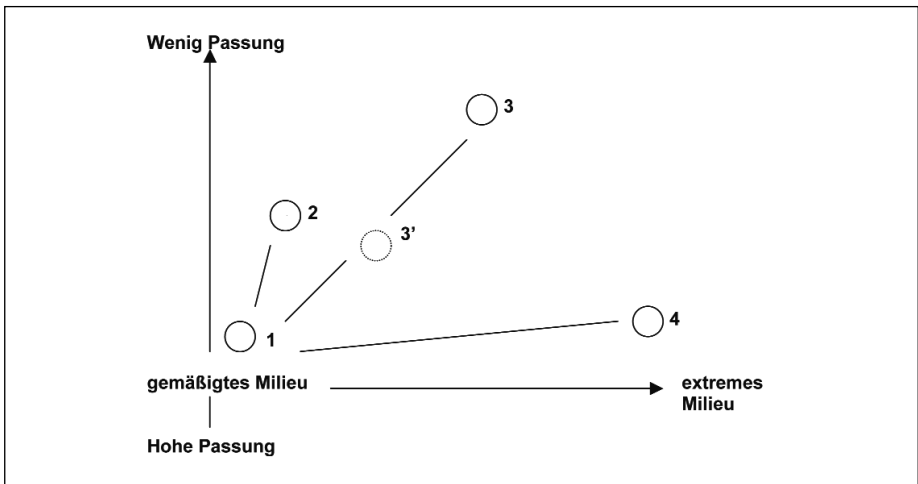 Wenig Passung
3
2
3’
1
4
gemäßigtes Milieu
extremes
Milieu
Hohe Passung